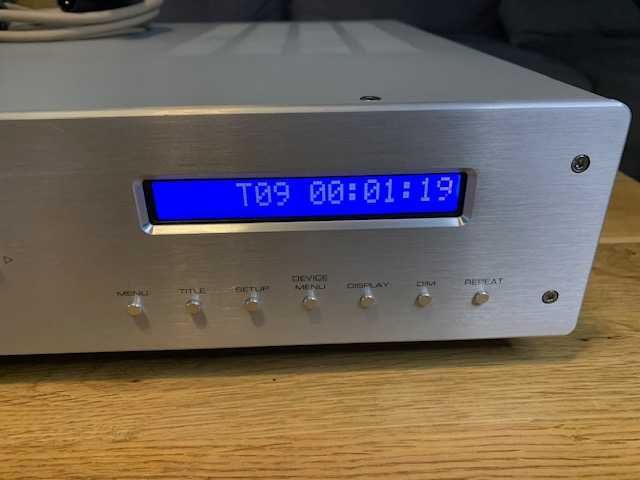 T09 00:01:19
MENU TITLE SETUP DEVICE MENU DISPLAY DIM REPEAT